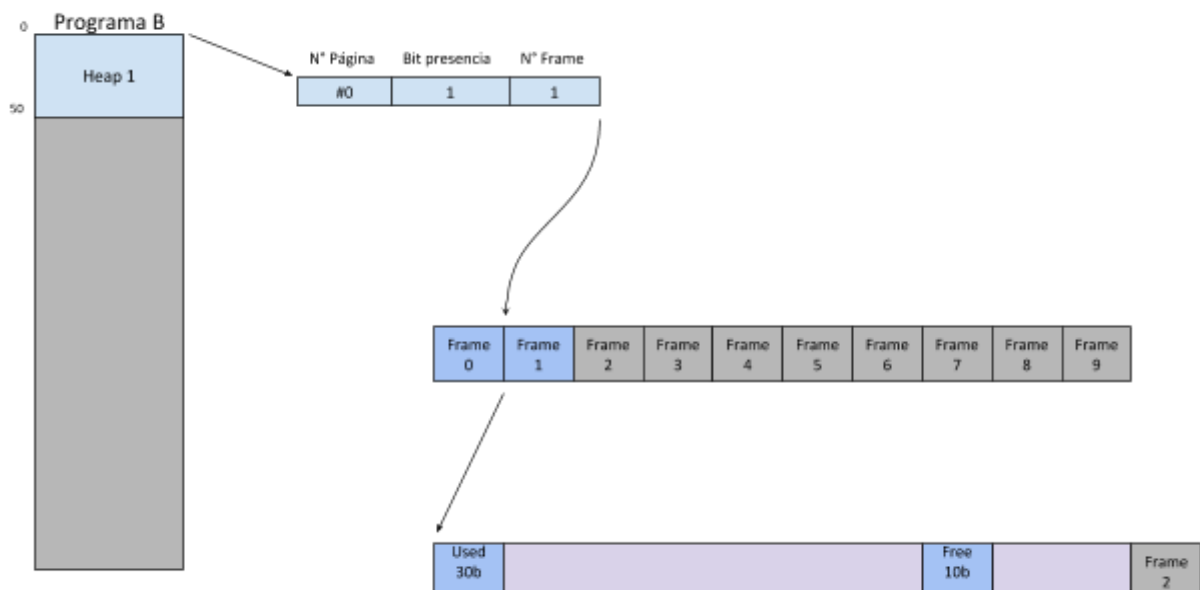 Programa B
0
Heap 1
50
N° Página Bit presencia N° Frame
#0 1 1
Frame 0
Frame 1
Frame 2
Frame 3
Frame 4
Frame 5
Frame 6
Frame 7
Frame 8
Frame 9
Used
30b
Free
10b
Frame
2